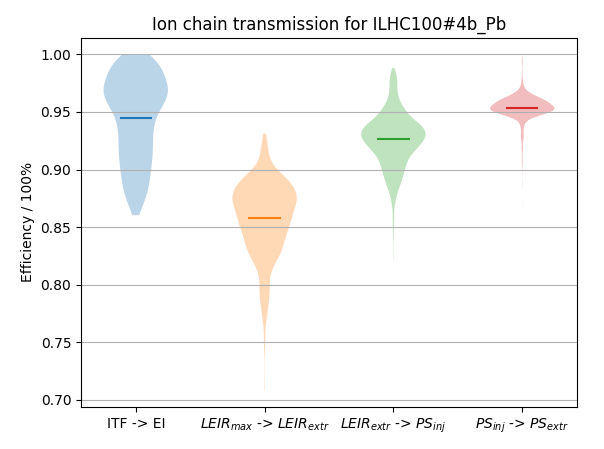 Ion chain transmission for ILHC100#4b_Pb
Efficiency / 100%
1.00
0.95
0.90
0.85
0.80
0.75
0.70
ITF -> EI
LEIRmax -> LEIRextr
LEIRextr -> PSinj
PSinj -> PSextr